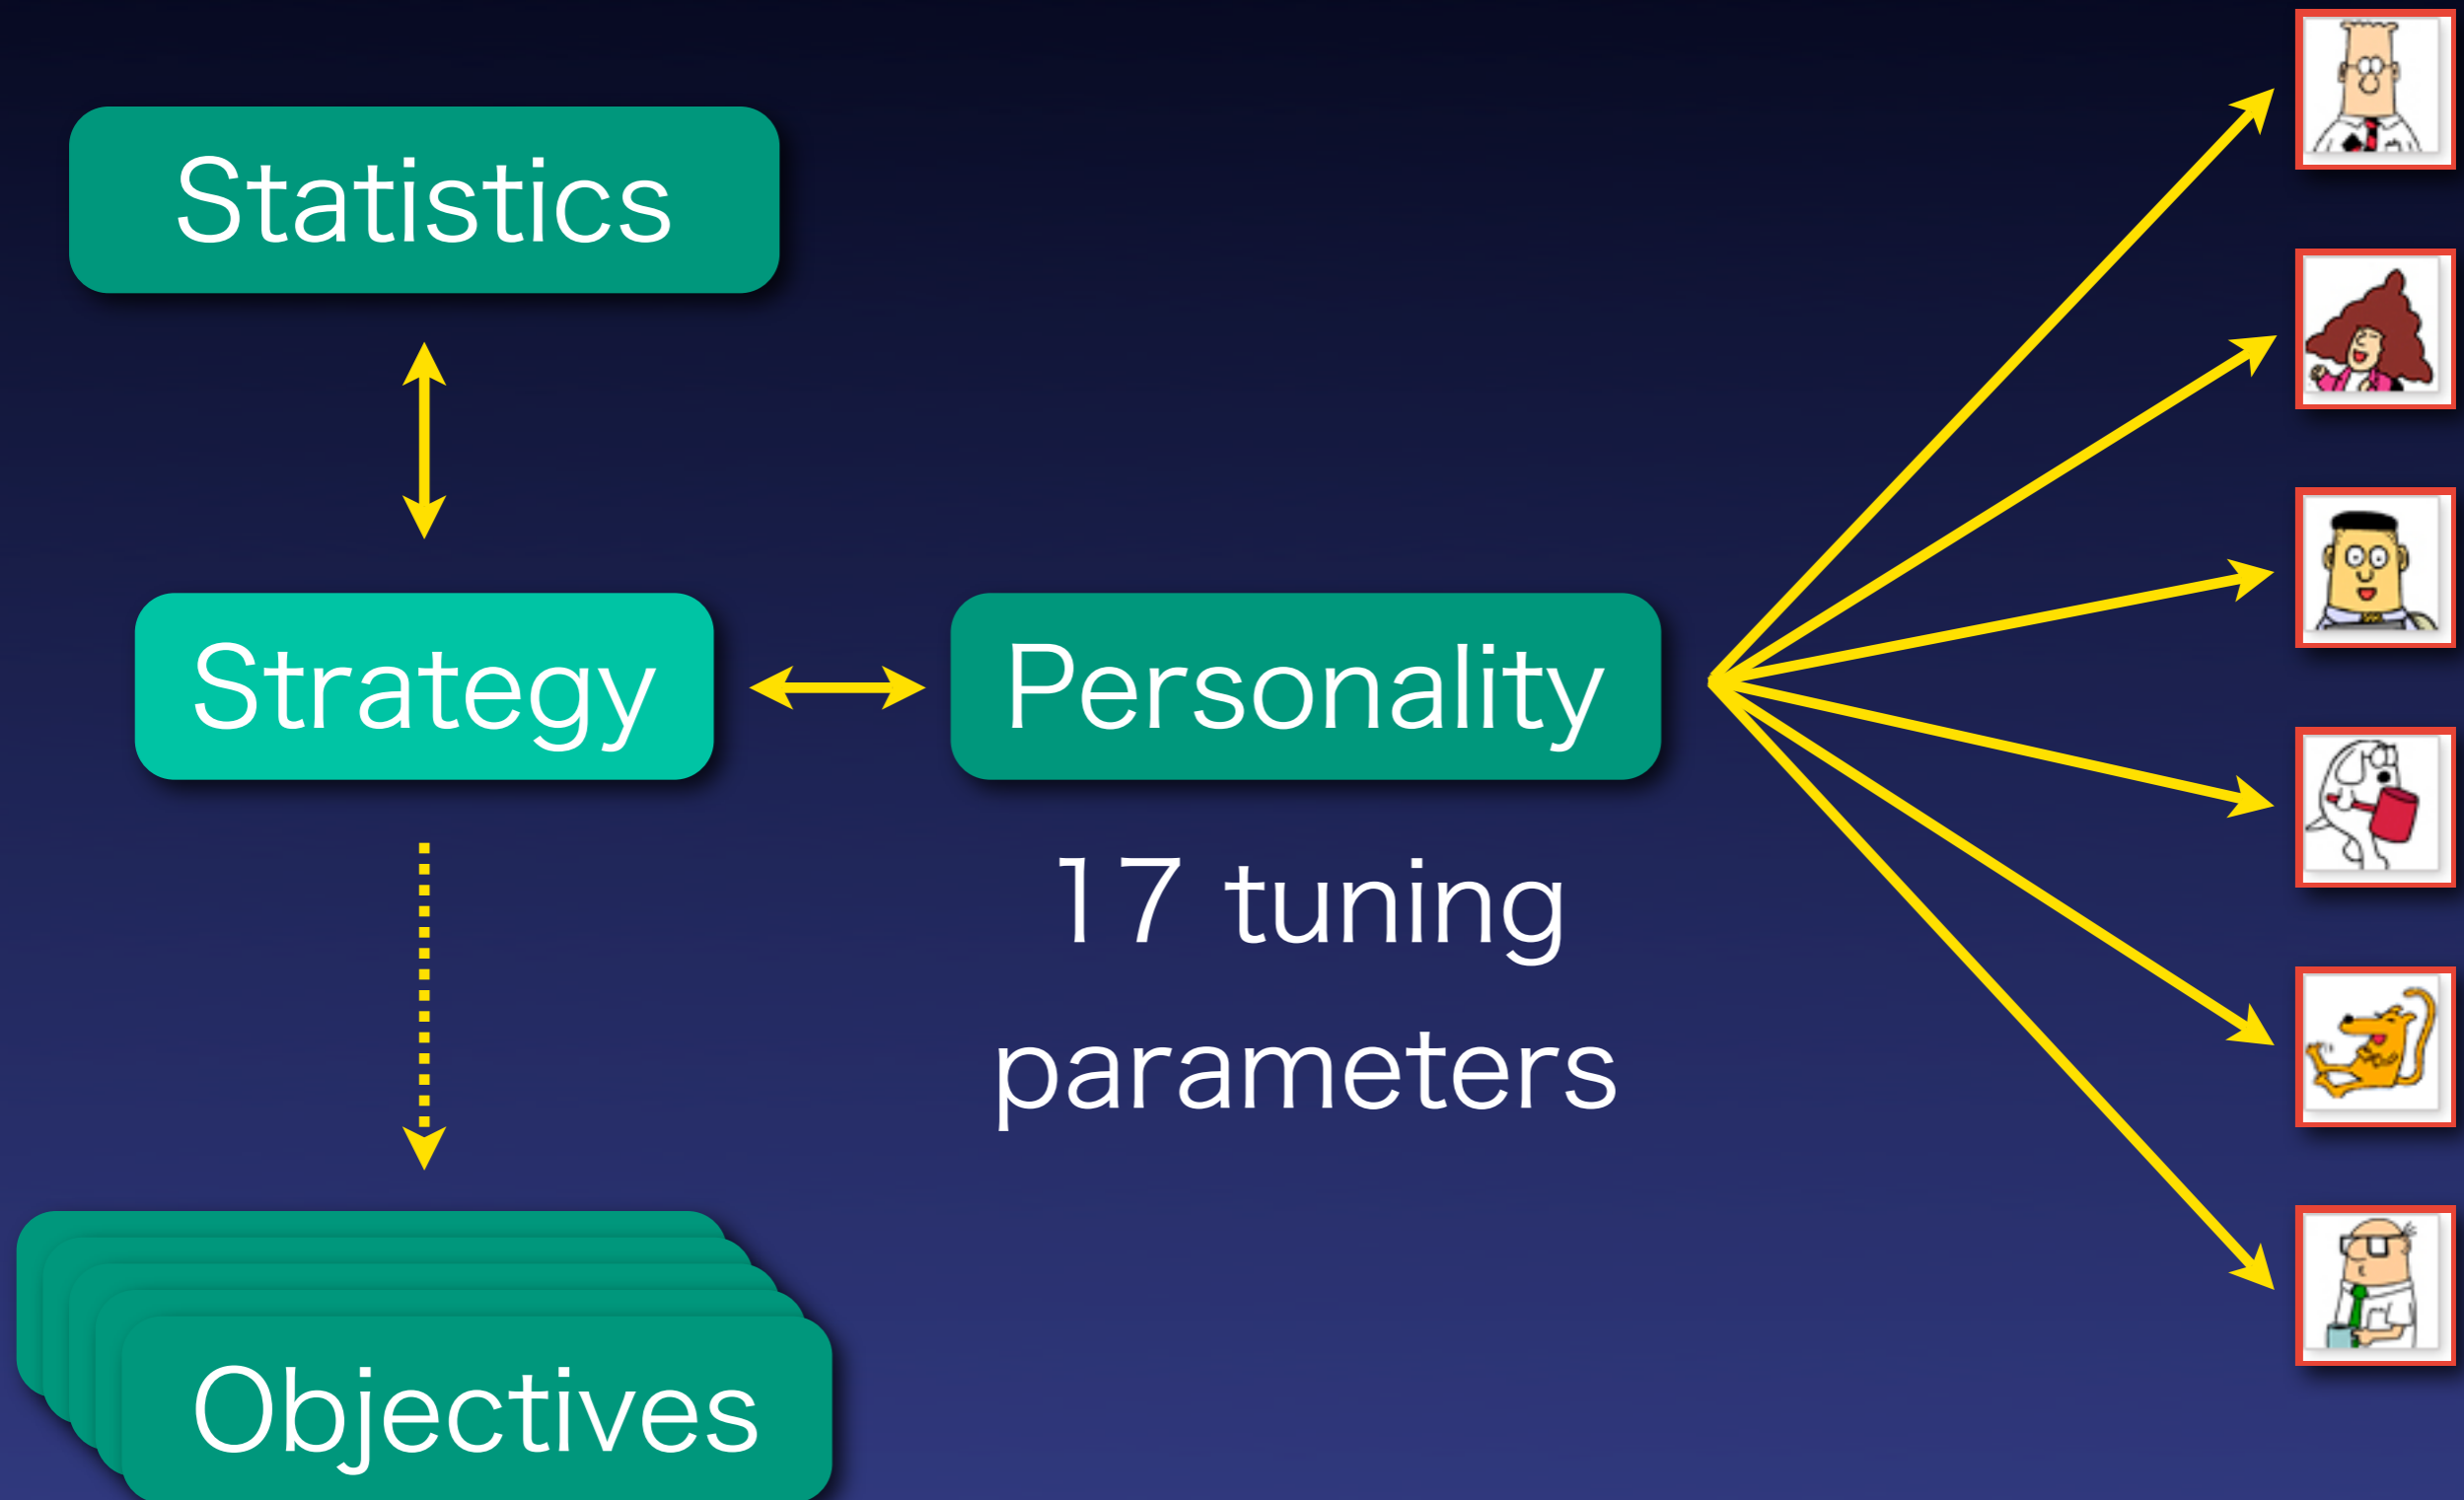 Statistics
Strategy
Personality
17 tuning
parameters
Objectives